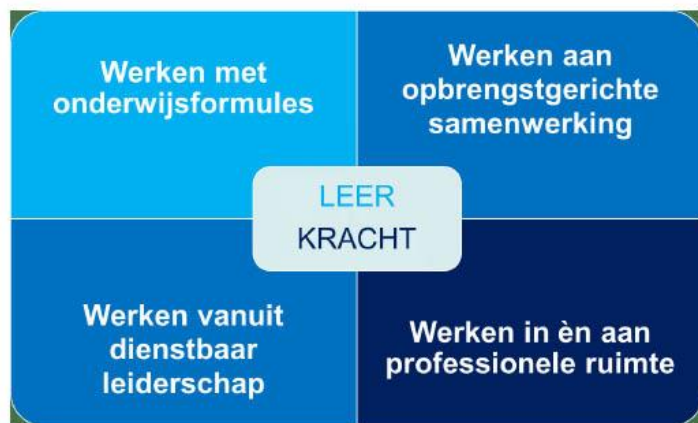 Werken met
onderwijsformules
Werken aan
opbrengstgerichte
samenwerking
LEER
KRACHT
Werken vanuit
dienstbaar
leiderschap
Werken in èn aan
professionele ruimte